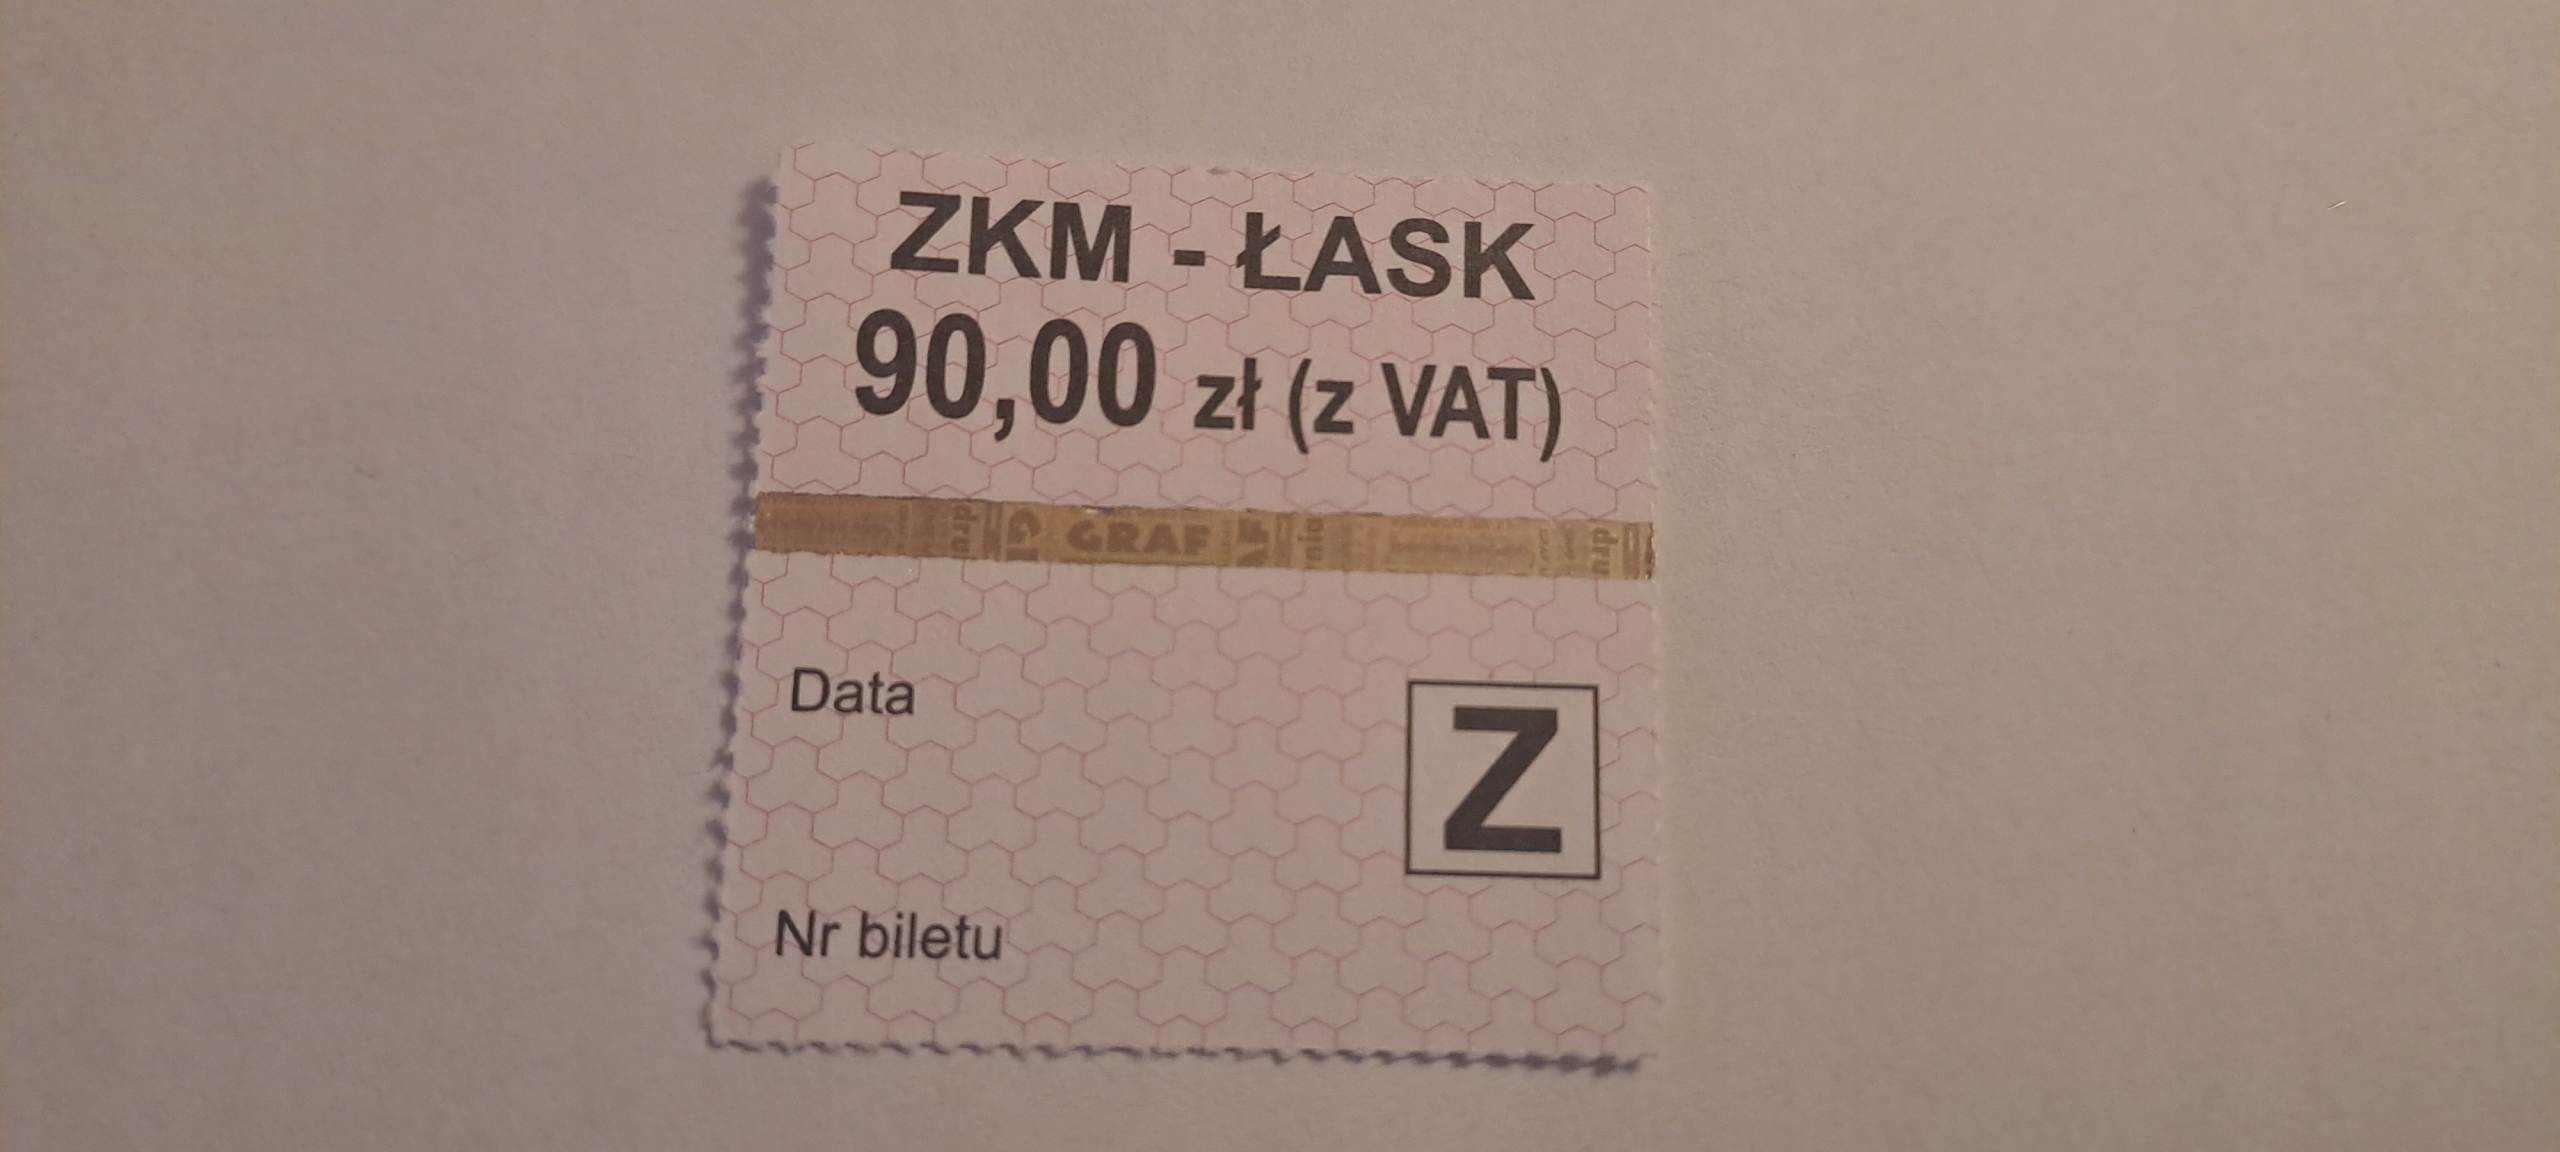 ZKM - ŁASK
90,00 zł (z VAT)
GRAF
Data
Z
Nr biletu